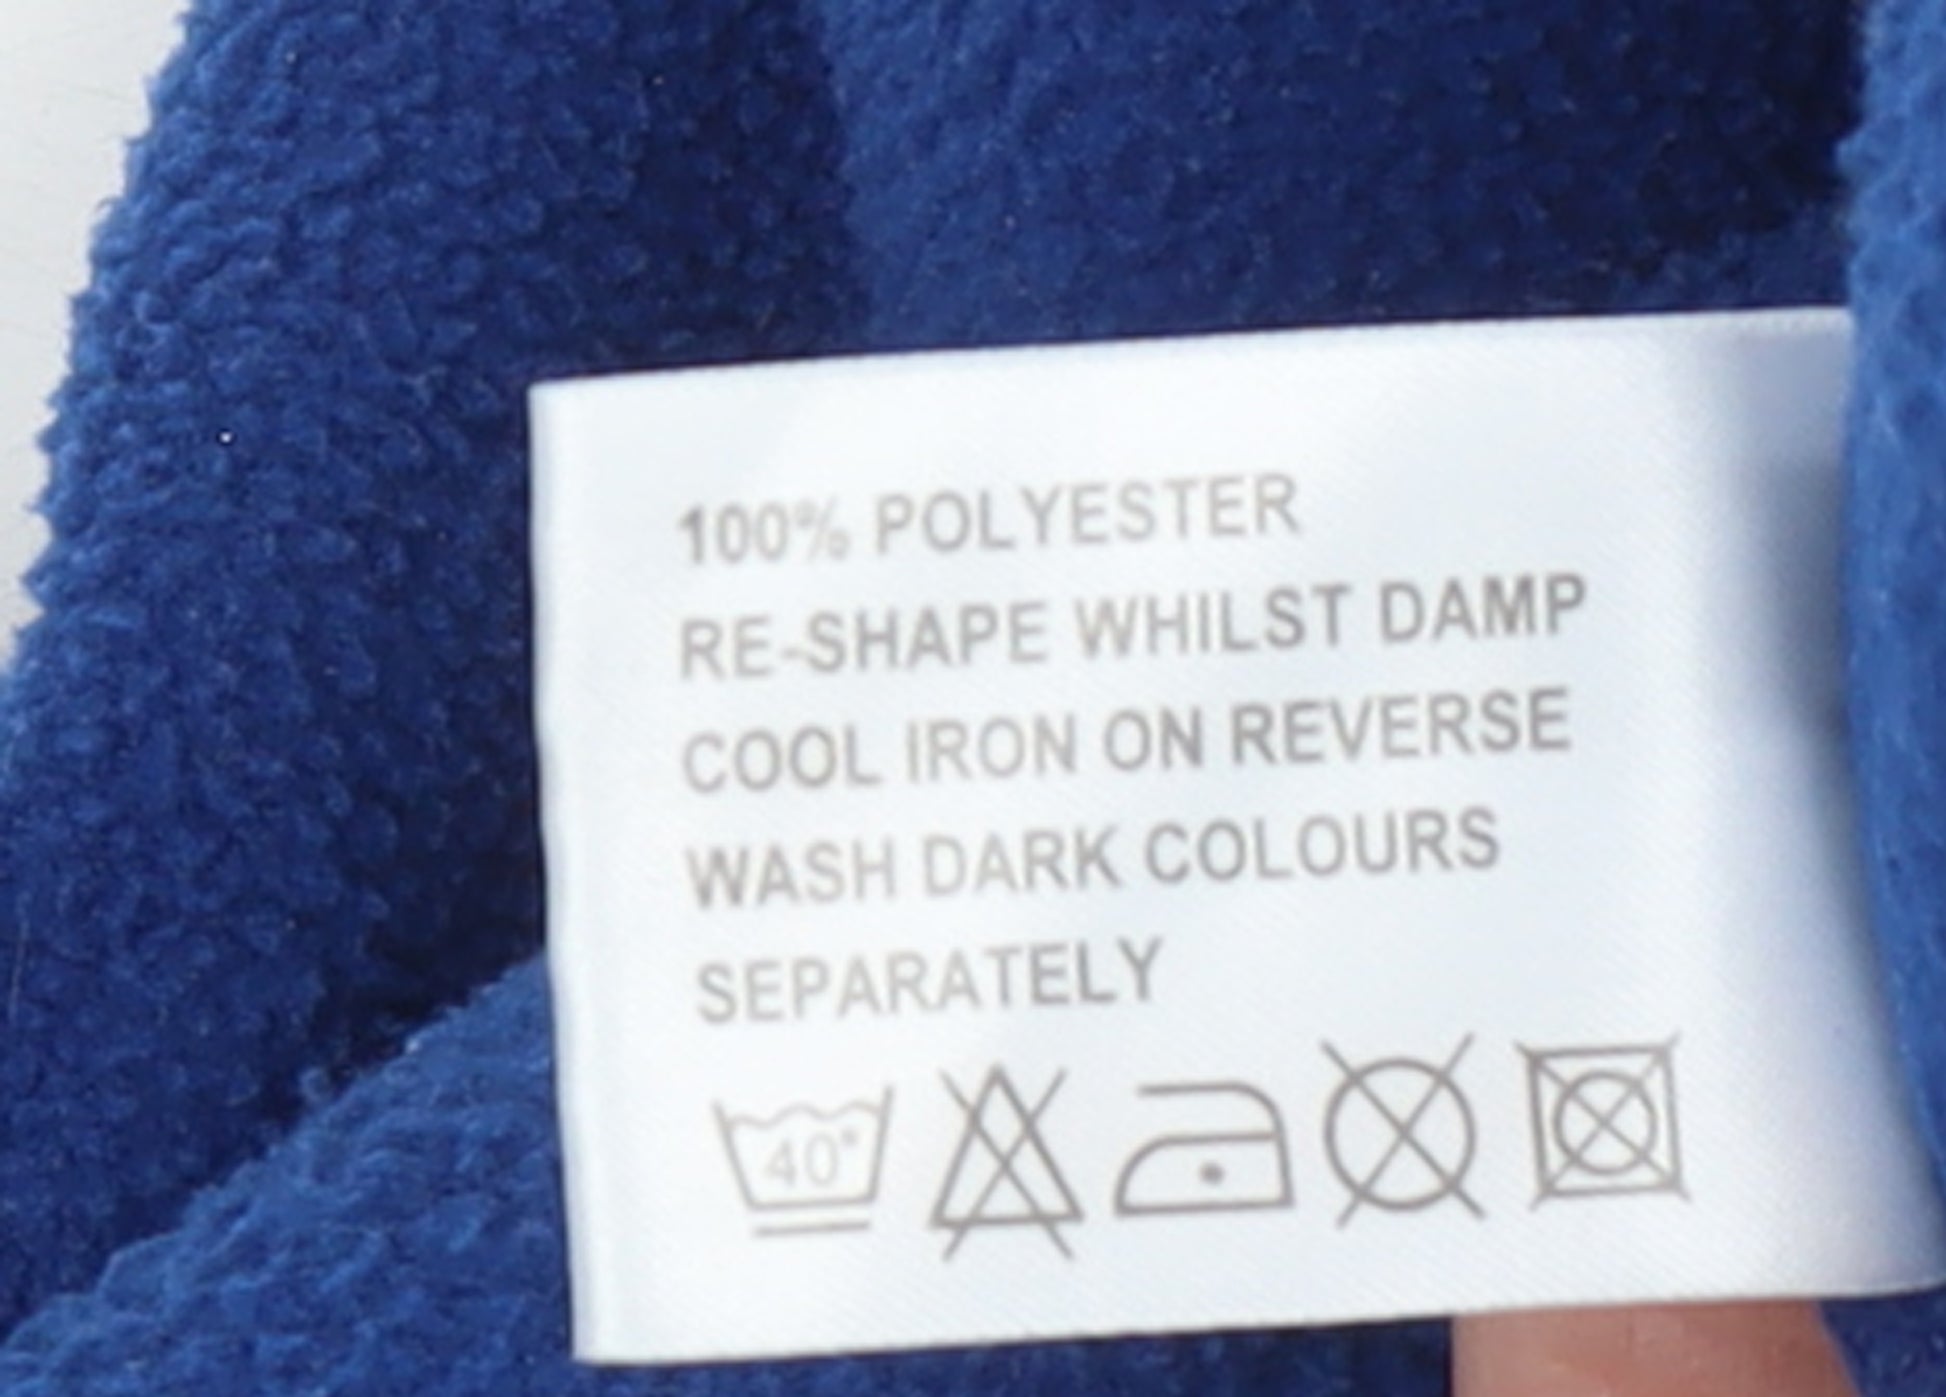 100% POLYESTER
RE-SHAPE WHILST DAMP
COOL IRON ON REVERSE
WASH DARK COLOURS
SEPARATELY
40°